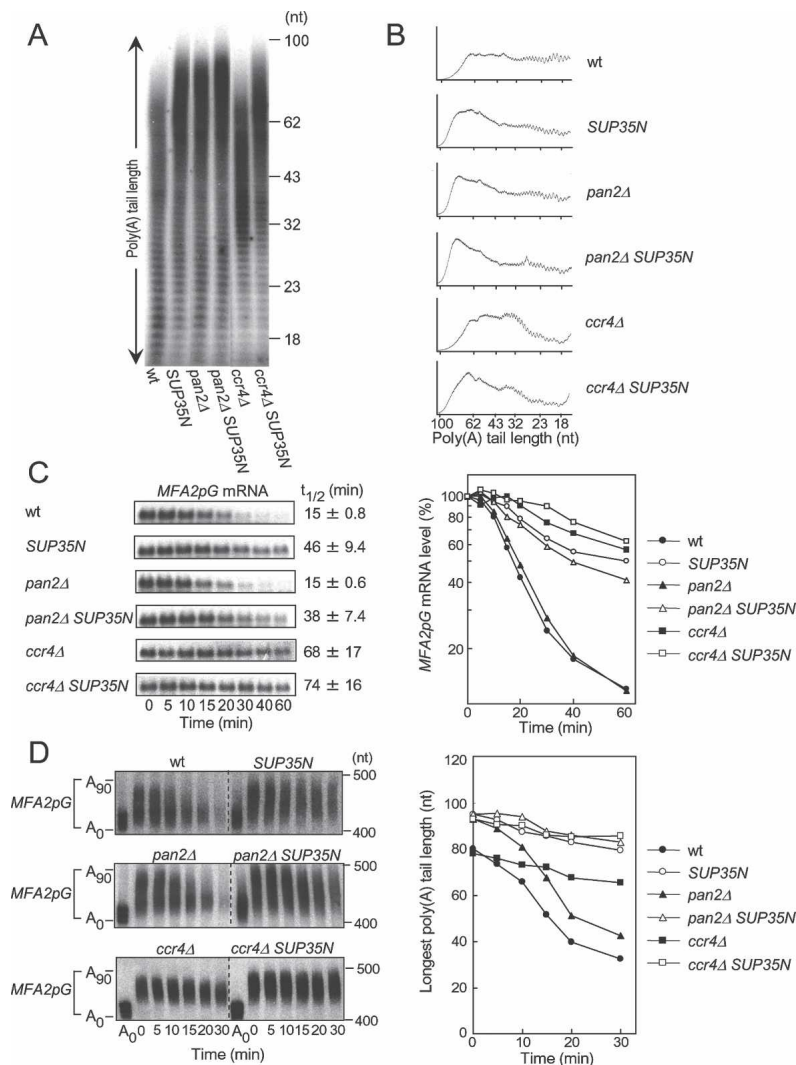 A
(nt)
100
62
43
32
23
18
Poly(A) tail length
wt
SUP35N
pan2Δ
pan2Δ SUP35N
ccr4Δ
ccr4Δ SUP35N
B
wt
SUP35N
pan2Δ
pan2Δ SUP35N
ccr4Δ
ccr4Δ SUP35N
100 62 43 32 23 18
Poly(A) tail length (nt)
C
MFA2pG mRNA t1/2 (min)
wt 15 ± 0.8
SUP35N 46 ± 9.4
pan2Δ 15 ± 0.6
pan2Δ SUP35N 38 ± 7.4
ccr4Δ 68 ± 17
ccr4Δ SUP35N 74 ± 16
0 5 10 15 20 30 40 60
Time (min)
MFA2pG mRNA level (%)
100
80
60
40
20
0 20 40 60
Time (min)
wt
SUP35N
pan2Δ
pan2Δ SUP35N
ccr4Δ
ccr4Δ SUP35N
D
wt SUP35N (nt)
MFA2pG A90 A0 500 400
pan2Δ pan2Δ SUP35N
MFA2pG A90 A0 500 400
ccr4Δ ccr4Δ SUP35N
MFA2pG A90 A0 500 400
A0 0 5 10 15 20 30 A0 0 5 10 15 20 30
Time (min)
Longest poly(A) tail length (nt)
120
100
80
60
40
20
0
0 10 20 30
Time (min)
wt
SUP35N
pan2Δ
pan2Δ SUP35N
ccr4Δ
ccr4Δ SUP35N